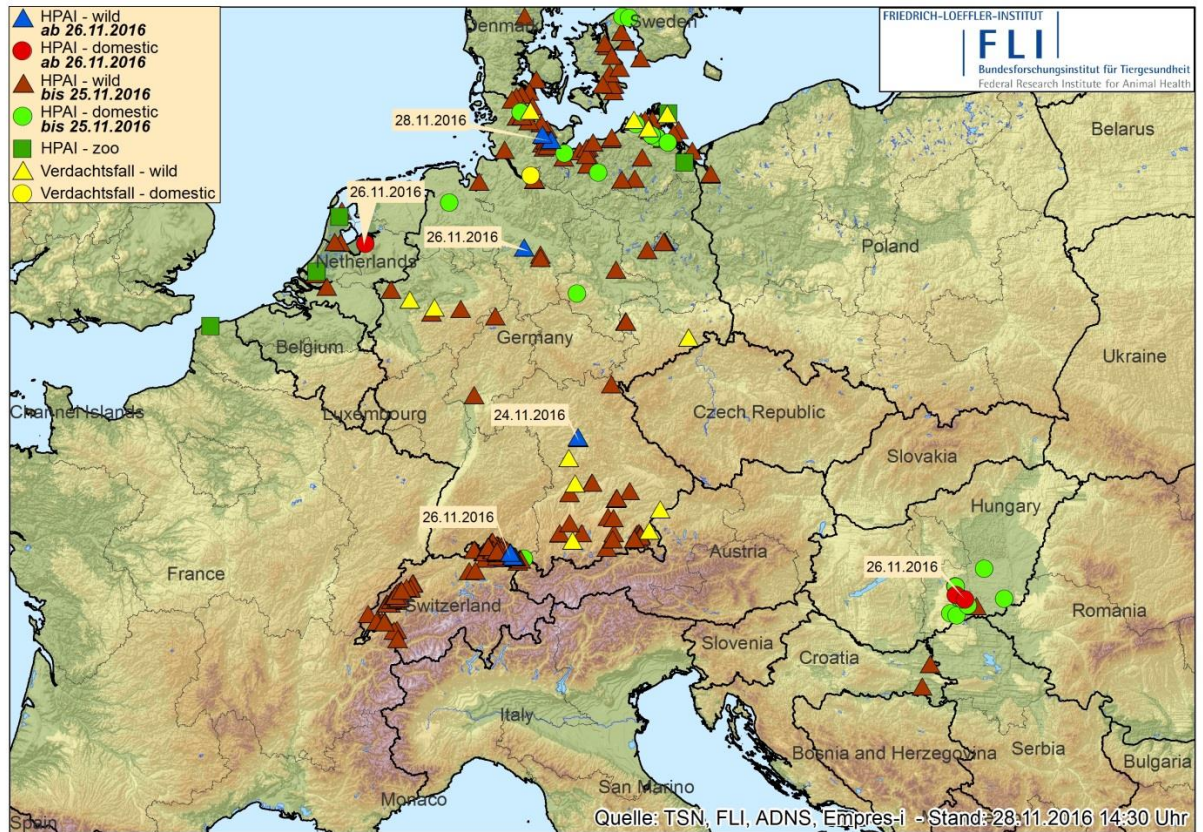 HPAI - wild
ab 26.11.2016
HPAI - domestic
ab 26.11.2016
HPAI - wild
bis 25.11.2016
HPAI - domestic
bis 25.11.2016
HPAI - zoo
Verdachtsfall - wild
Verdachtsfall - domestic
FRIEDRICH-LOEFFLER-INSTITUT
FLI
Bundesforschungsinstitut für Tiergesundheit
Federal Research Institute for Animal Health
Denmark
Sweden
28.11.2016
Belarus
26.11.2016
26.11.2016
Poland
Netherlands
Germany
Belgium
Ukraine
Channel Islands
Luxembourg
24.11.2016
Czech Republic
Slovakia
Hungary
26.11.2016
Austria
France
26.11.2016
Switzerland
Romania
Slovenia
Croatia
Italy
Bosnia and Herzegovina
Serbia
Bulgaria
San Marino
Monaco
Spain
Quelle: TSN, FLI, ADNS, Empres-i - Stand: 28.11.2016 14:30 Uhr